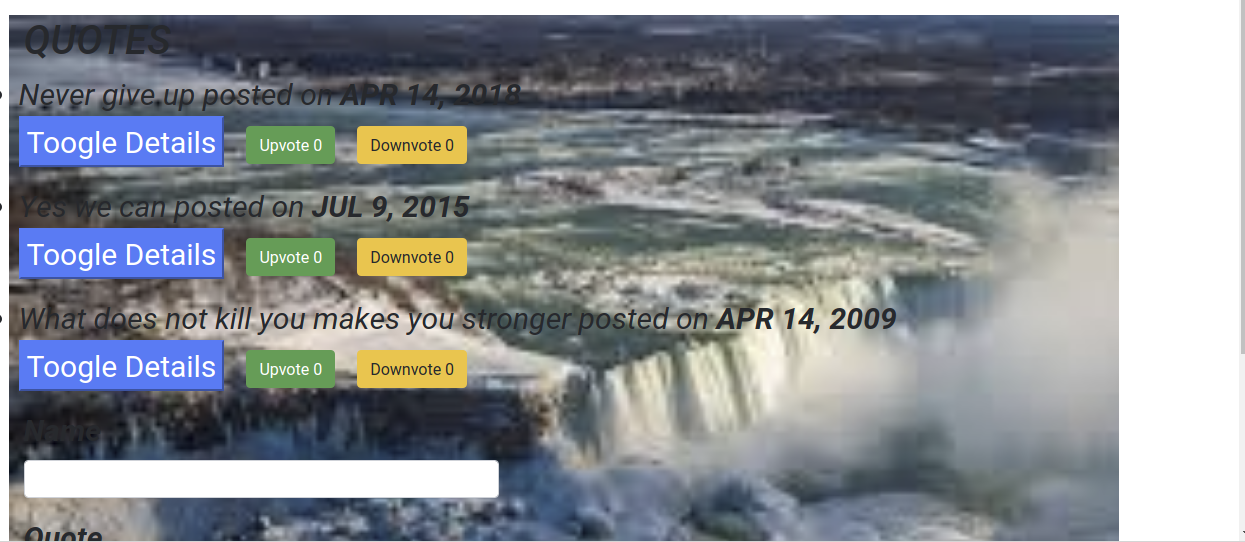 QUOTES
Never give up posted on APR 14, 2018
Toogle Details Upvote 0 Downvote 0
Yes we can posted on JUL 9, 2015
Toogle Details Upvote 0 Downvote 0
What does not kill you makes you stronger posted on APR 14, 2009
Toogle Details Upvote 0 Downvote 0
Name
Quote